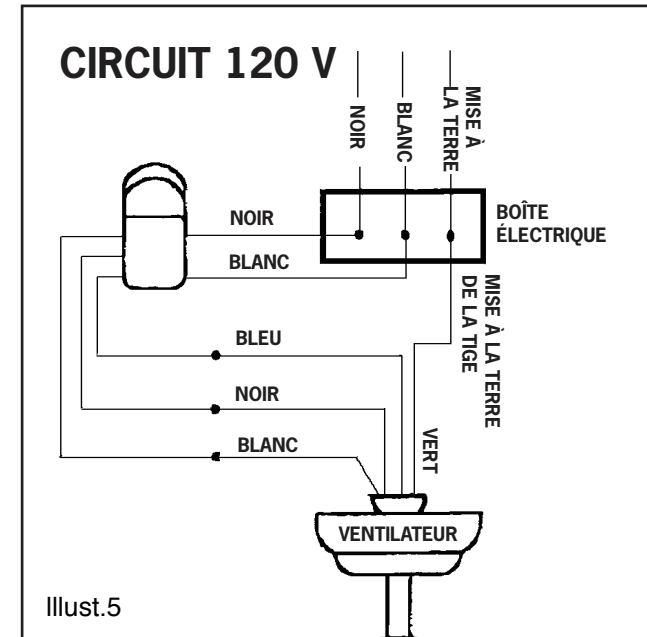 CIRCUIT 120 V
NOIR
BLANC
MISE À
LA TERRE
NOIR
BLANC
BOÎTE
ÉLECTRIQUE
MISE À LA TERRE
DE LA TIGE
BLEU
NOIR
BLANC
VERT
VENTILATEUR
Illust.5